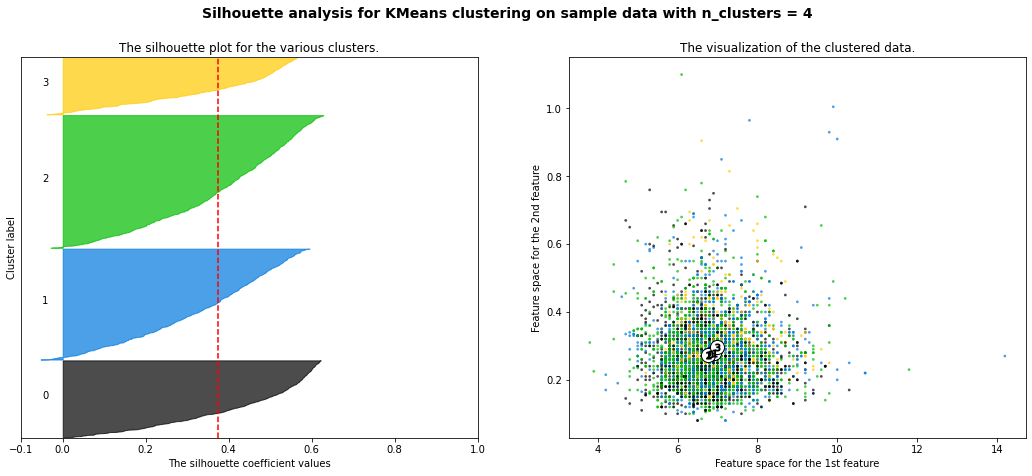 Silhouette analysis for KMeans clustering on sample data with n_clusters = 4
The silhouette plot for the various clusters.
Cluster label
3
2
1
0
−0.1 0.0 0.2 0.4 0.6 0.8 1.0
The silhouette coefficient values
The visualization of the clustered data.
Feature space for the 2nd feature
1.0
0.8
0.6
0.4
0.2
3
4 6 8 10 12 14
Feature space for the 1st feature